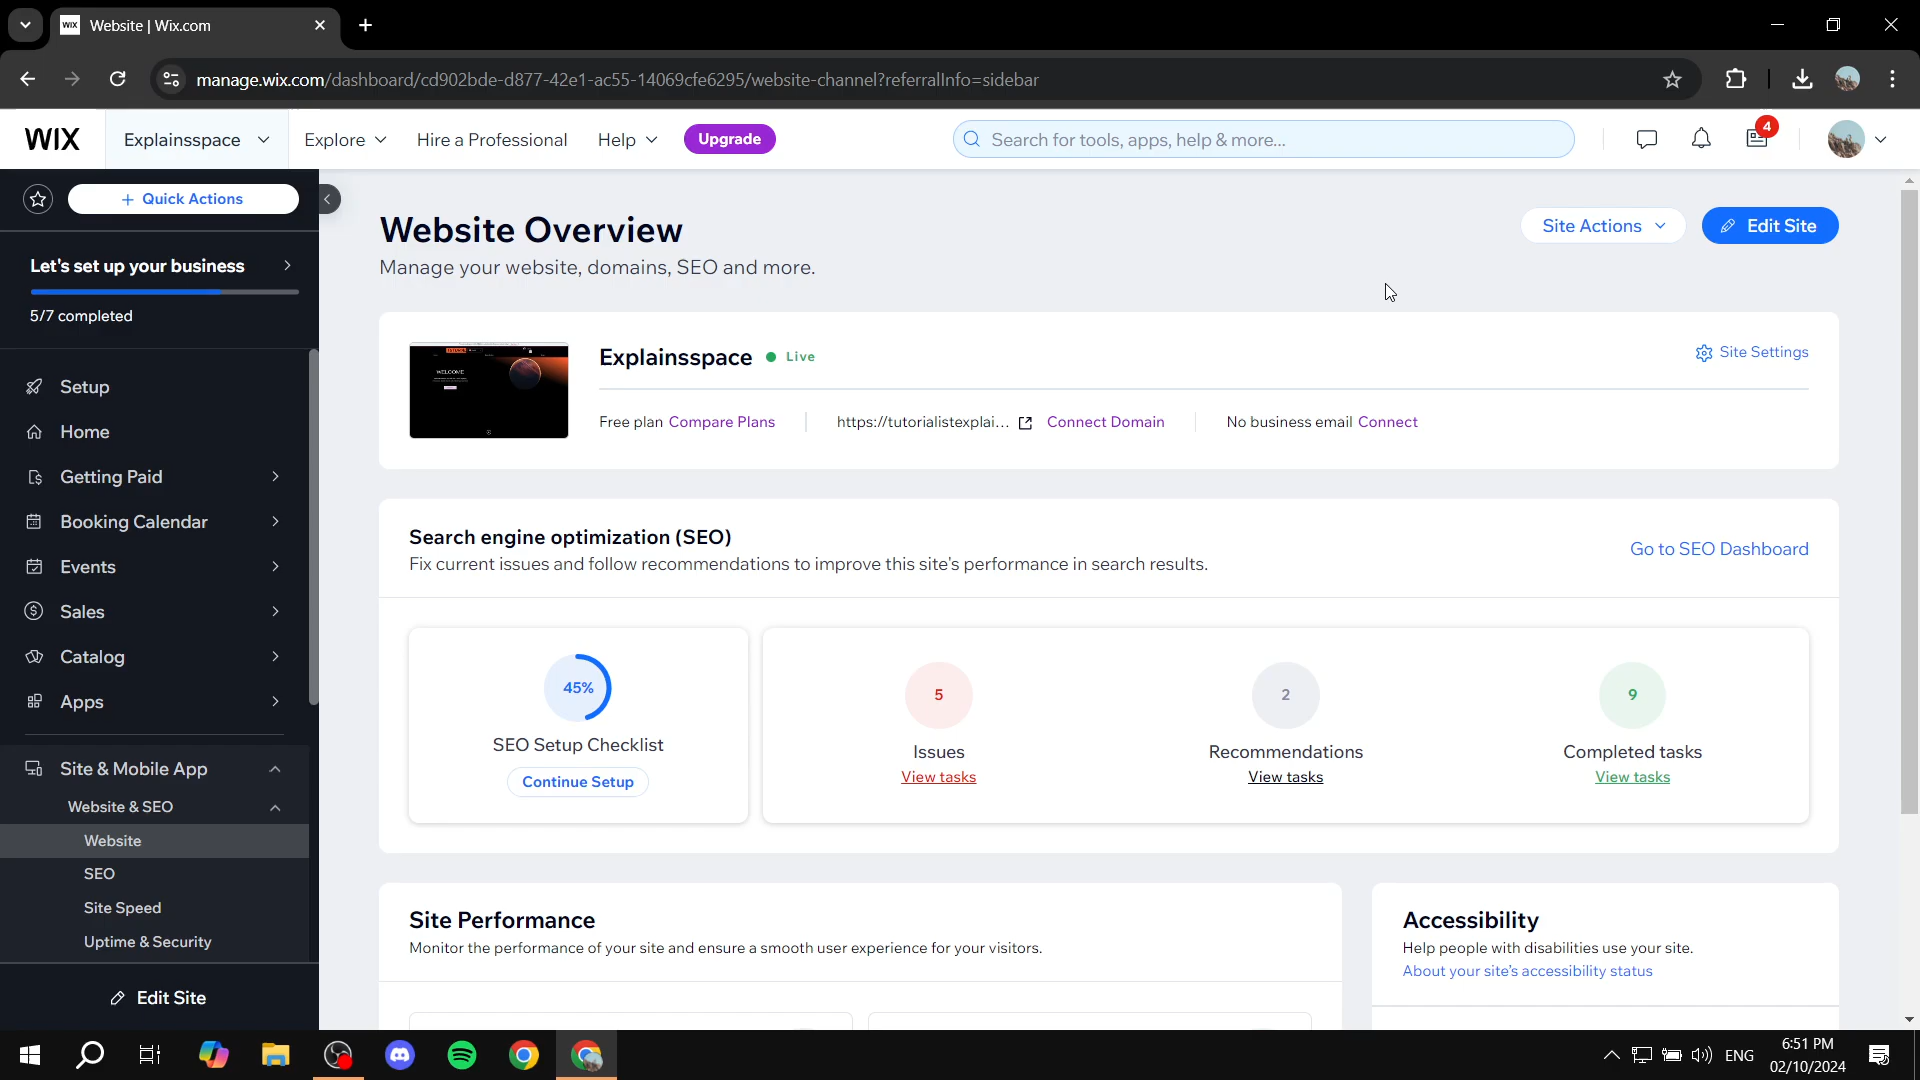 WIX Website | Wix.com
manage.wix.com/dashboard/cd902bde-d877-42e1-ac55-14069cfe6295/website-channel?referralInfo=sidebar
WIX Explainsspace Explore Hire a Professional Help Upgrade Search for tools, apps, help & more... 4
+ Quick Actions
Let's set up your business
5/7 completed
Setup
Home
Getting Paid
Booking Calendar
Events
Sales
Catalog
Apps
Site & Mobile App
Website & SEO
Website
SEO
Site Speed
Uptime & Security
Edit Site
Website Overview
Manage your website, domains, SEO and more.
Site Actions Edit Site
TUTORIAL
WELCOME
Explainsspace Live
Site Settings
Free plan Compare Plans https://tutorialistexplai... Connect Domain No business email Connect
Search engine optimization (SEO)
Fix current issues and follow recommendations to improve this site's performance in search results.
Go to SEO Dashboard
45%
SEO Setup Checklist
Continue Setup
5
Issues
View tasks
2
Recommendations
View tasks
9
Completed tasks
View tasks
Site Performance
Monitor the performance of your site and ensure a smooth user experience for your visitors.
Accessibility
Help people with disabilities use your site.
About your site's accessibility status
ENG
6:51 PM
02/10/2024